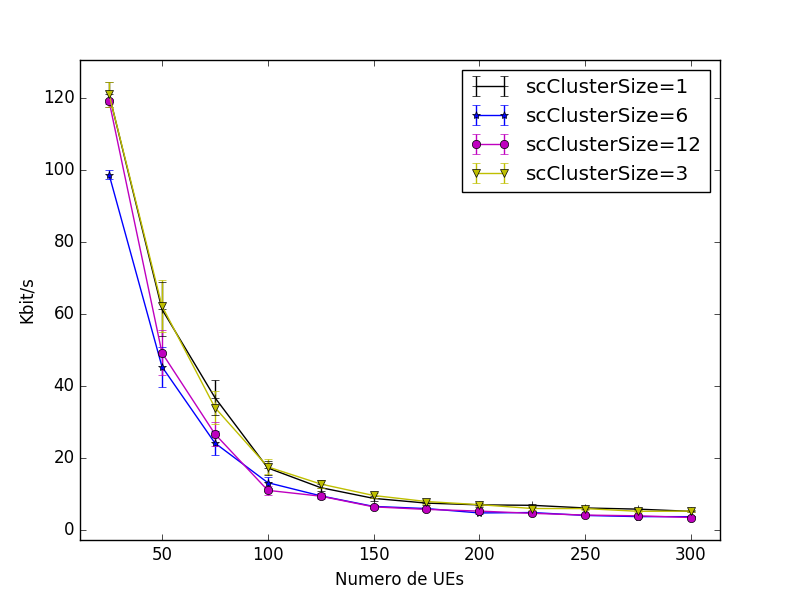 scClusterSize=1
scClusterSize=6
scClusterSize=12
scClusterSize=3
120
100
80
60
40
20
0
Kbit/s
50 100 150 200 250 300
Numero de UEs